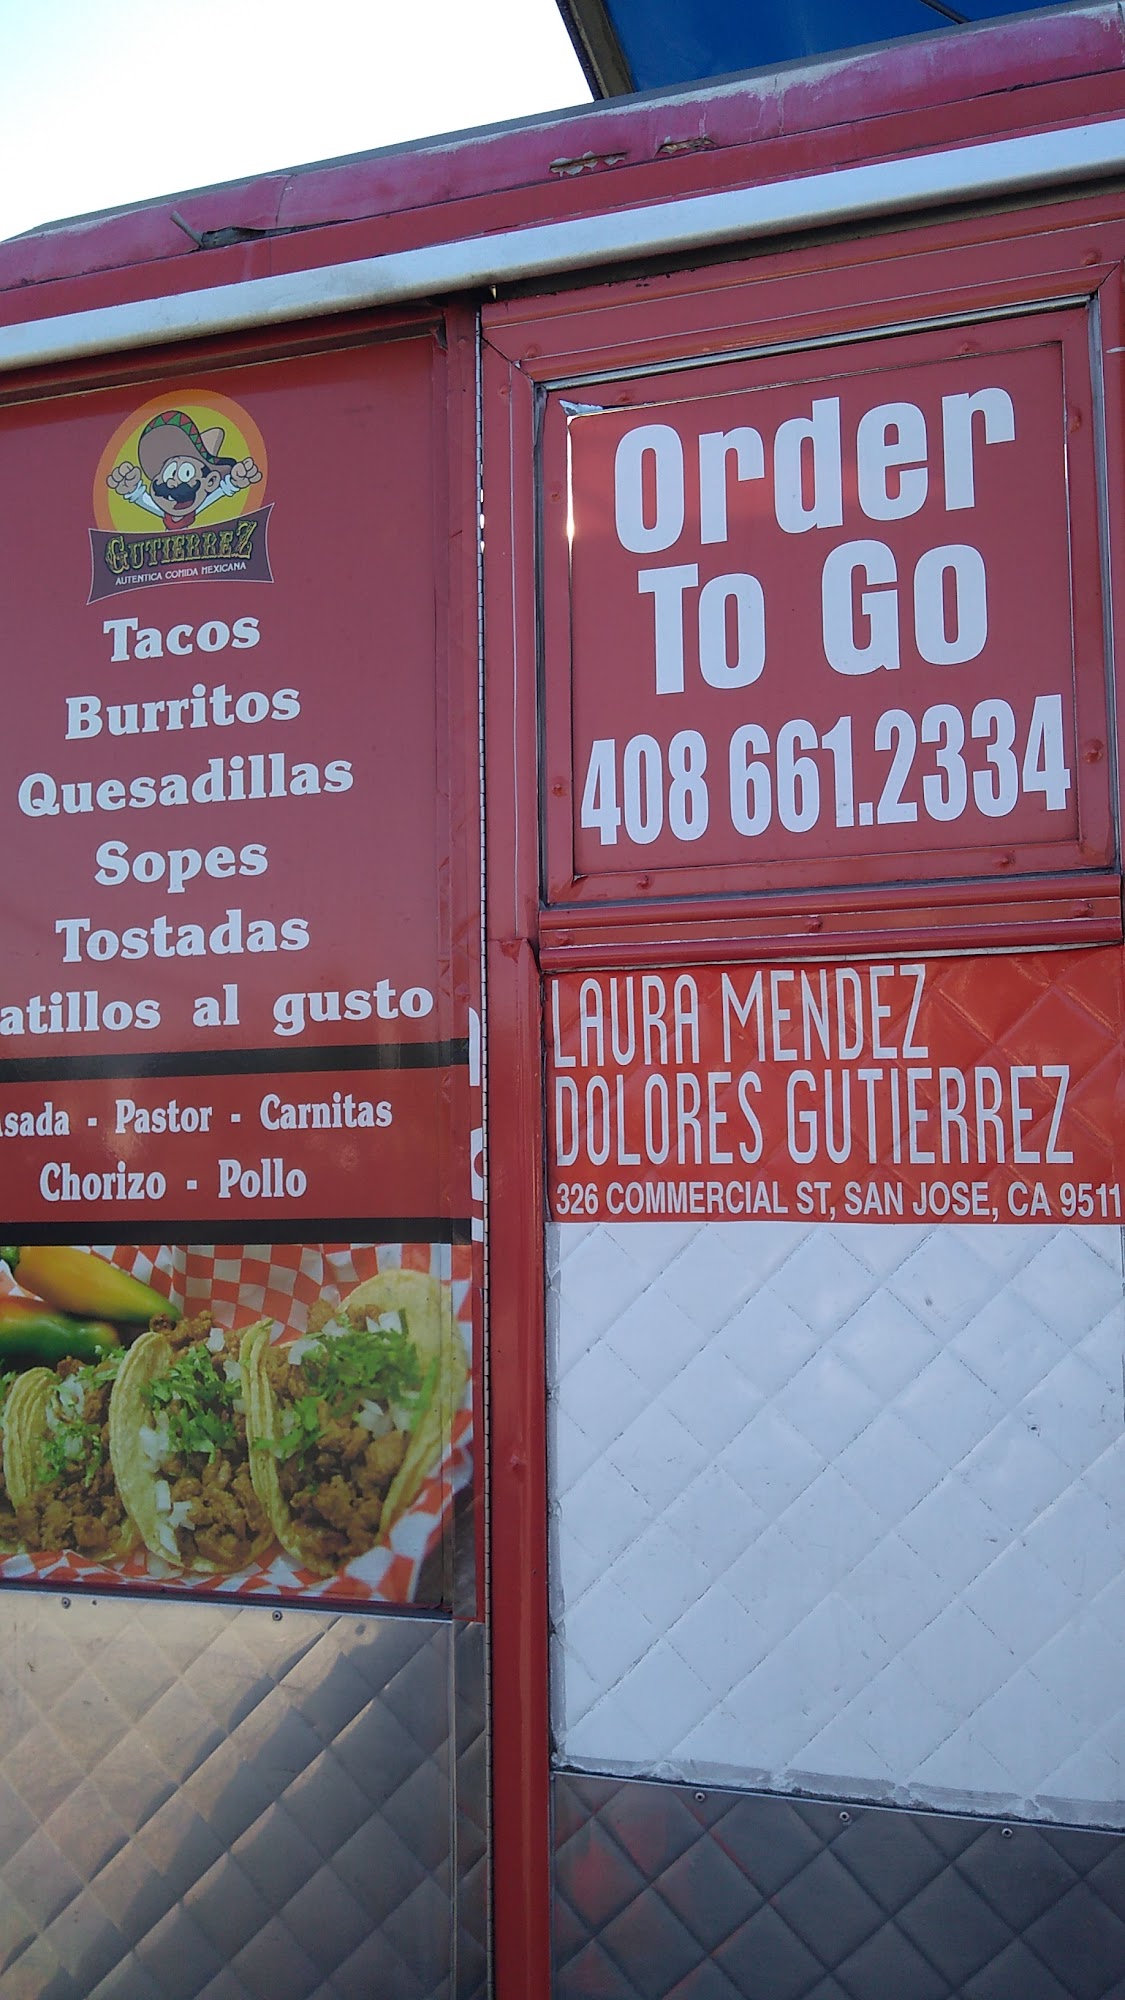 GUTIERREZ
AUTENTICA COMIDA MEXICANA
Tacos
Burritos
Quesadillas
Sopes
Tostadas
atillos al gusto
sada - Pastor - Carnitas
Chorizo - Pollo
Order
To Go
408 661.2334
LAURA MENDEZ
DOLORES GUTIERREZ
326 COMMERCIAL ST, SAN JOSE, CA 9511